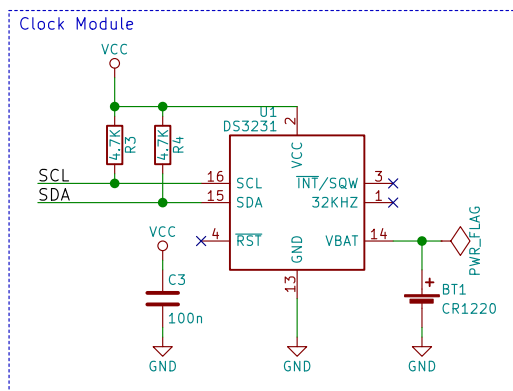 Clock Module
VCC
U1
DS3231
4.7K
R3
4.7K
R4
2
VCC
SCL
16
SCL
INT/SQW
3
SDA
15
SDA
32KHZ
1
4
RST
VBAT
14
PWR_FLAG
GND
13
VCC
C3
100n
+
BT1
CR1220
GND
GND
GND